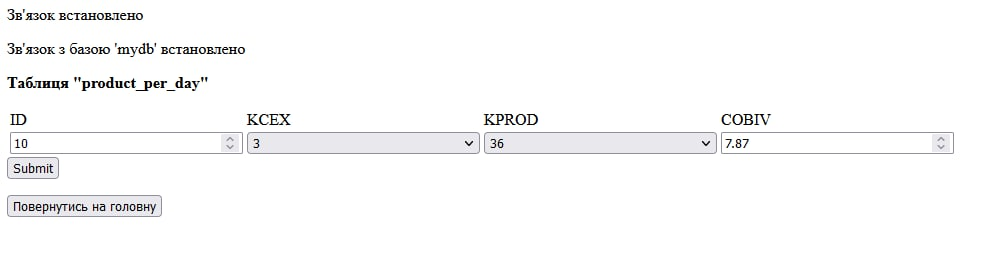 Зв'язок встановлено
Зв'язок з базою 'mydb' встановлено
Таблиця "product_per_day"
ID KCEX KPROD COBIV
10 3 36 7.87
Submit
Повернутись на головну